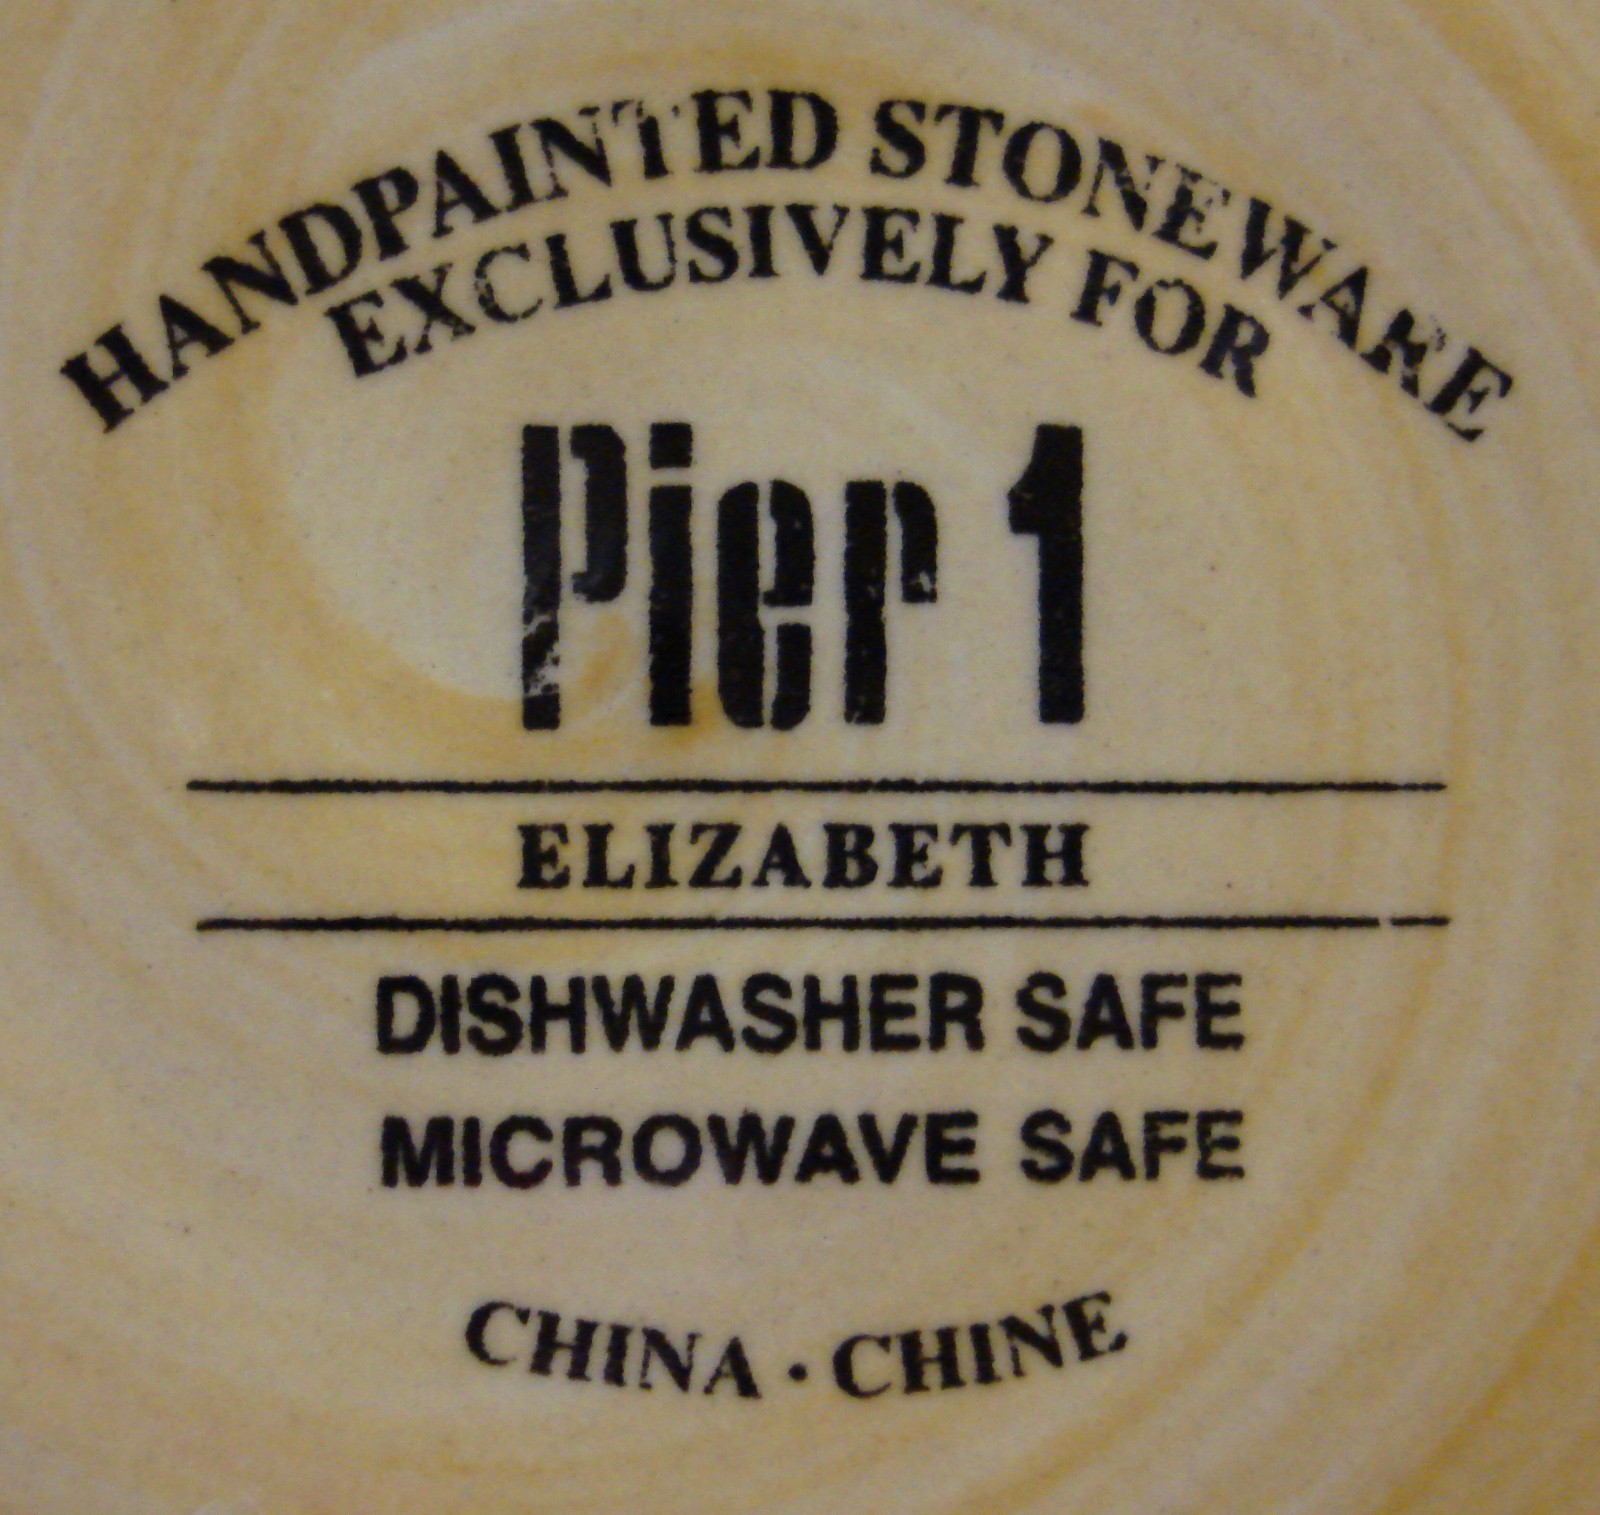 HANDPAINTED STONEWARE
EXCLUSIVELY FOR
Pier 1
ELIZABETH
DISHWASHER SAFE
MICROWAVE SAFE
CHINA · CHINE